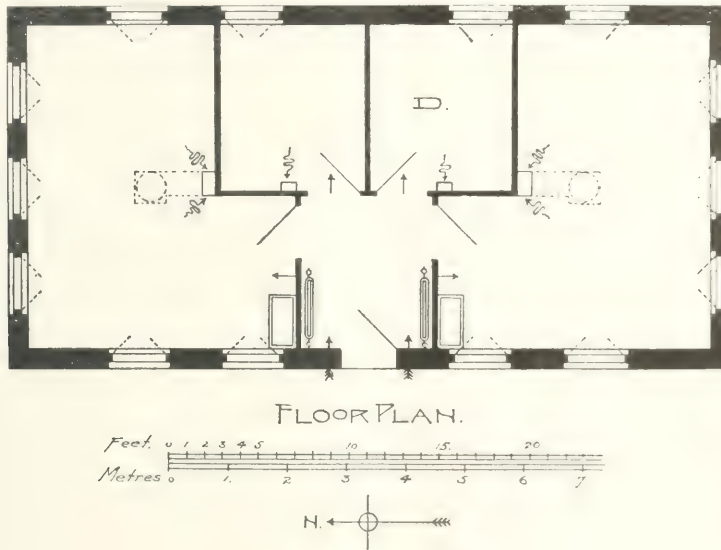 D.
FLOOR PLAN.
Feet. 0 1 2 3 4 5 10 15. 20
Metres 0 1. 2 3 4 5 6 7
N.